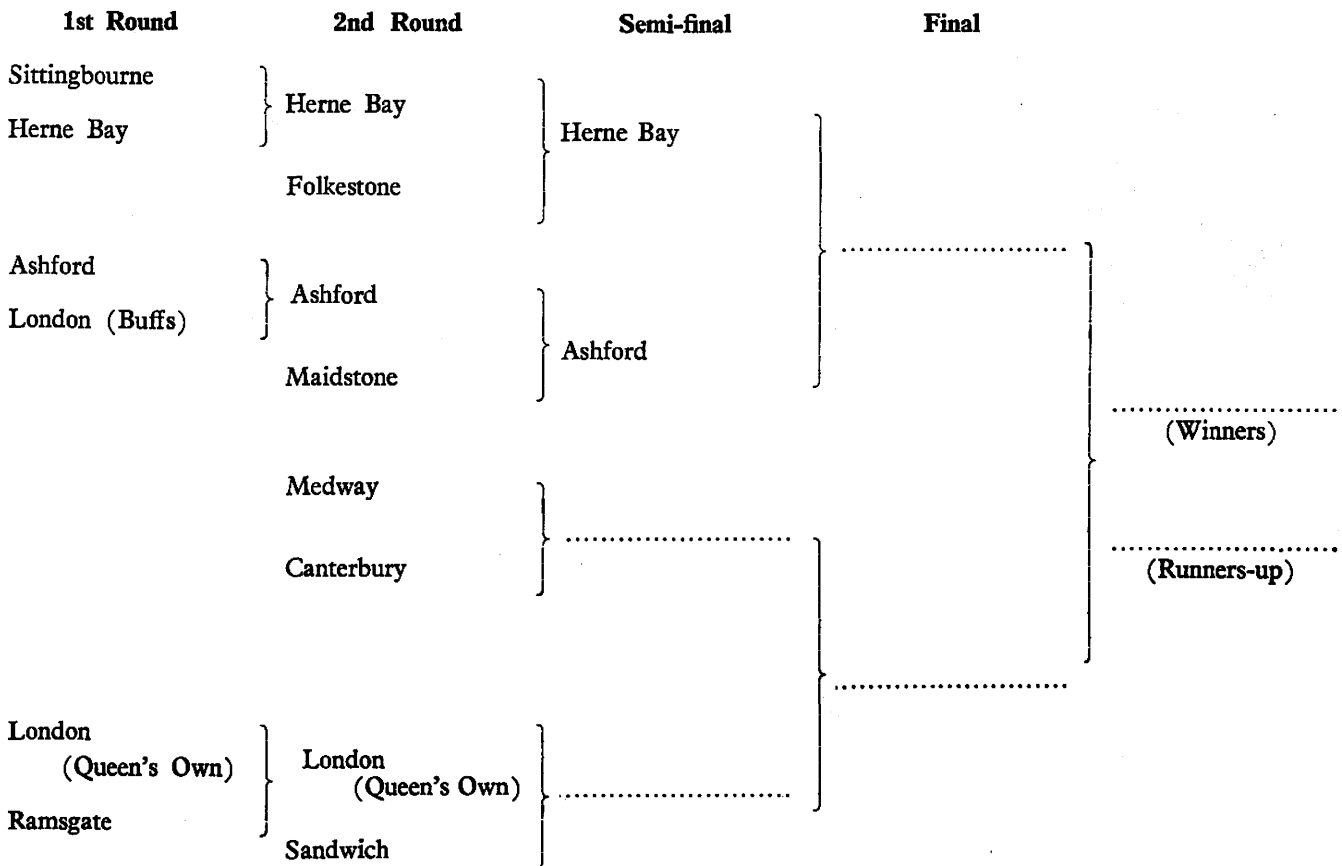 1st Round 2nd Round Semi-final Final
Sittingbourne
Herne Bay
Herne Bay
Herne Bay
Folkestone
Ashford
Ashford
London (Buffs)
Ashford
Maidstone
(Winners)
Medway
Canterbury
(Runners-up)
London
(Queen's Own)
London
(Queen's Own)
Ramsgate
Sandwich